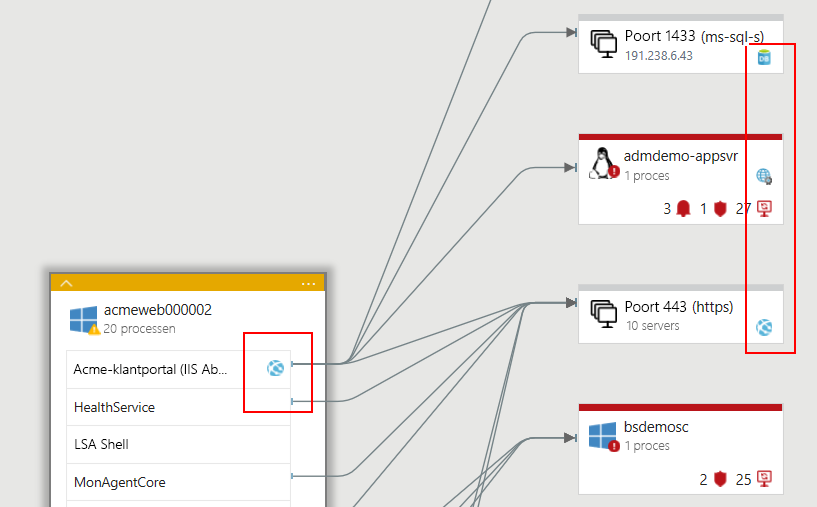 Poort 1433 (ms-sql-s)
191.238.6.43
DB
admdemo-appsvr
1 proces
3 1 27
Poort 443 (https)
10 servers
bsdemosc
1 proces
2 25
acmeweb000002
20 processen
Acme-klantportal (IIS Ab...
HealthService
LSA Shell
MonAgentCore